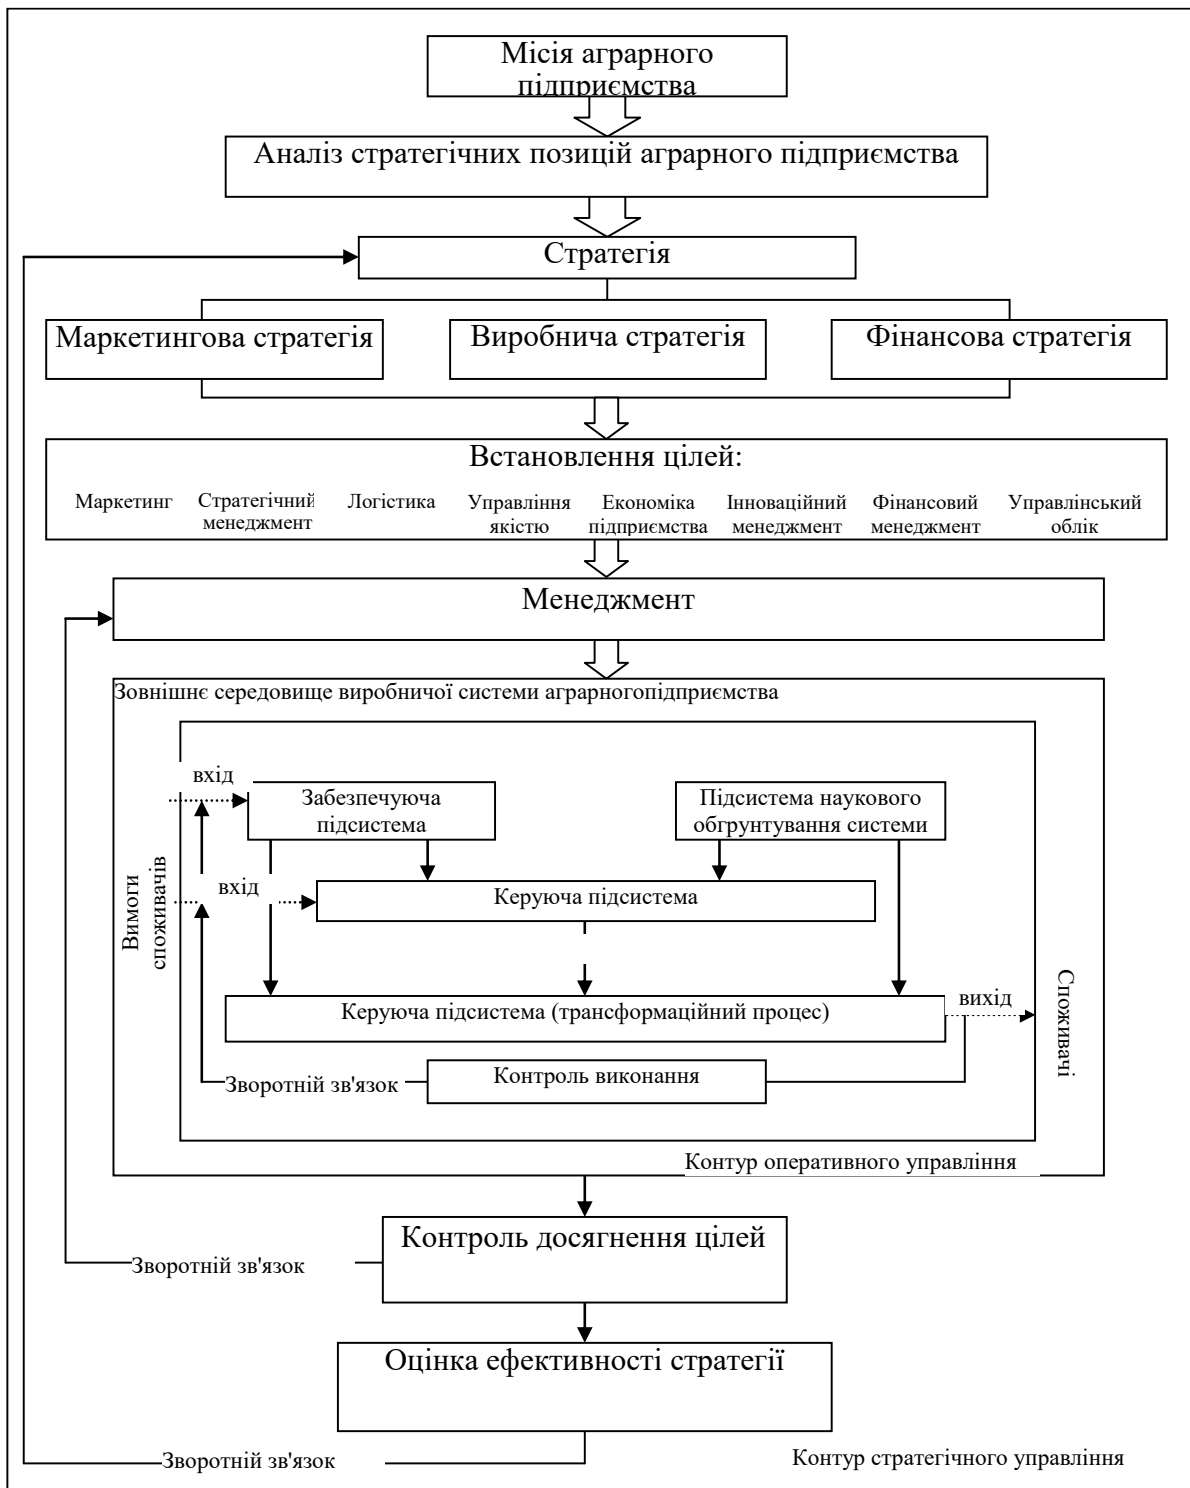 Місія аграрного
підприємства
Аналіз стратегічних позицій аграрного підприємства
Стратегія
Маркетингова стратегія
Виробнича стратегія
Фінансова стратегія
Встановлення цілей:
Маркетинг
Стратегічний
менеджмент
Логістика
Управління
якістю
Економіка
підприємства
Інноваційний
менеджмент
Фінансовий
менеджмент
Управлінський
облік
Менеджмент
Зовнішнє середовище виробничої системи аграрногопідприємства
вхід
Забезпечуюча
підсистема
Підсистема наукового
обгрунтування системи
Вимоги
споживачів
вхід
Керуюча підсистема
Керуюча підсистема (трансформаційний процес)
вихід
Споживачі
Зворотній зв'язок
Контроль виконання
Контур оперативного управління
Контроль досягнення цілей
Зворотній зв'язок
Оцінка ефективності стратегії
Зворотній зв'язок
Контур стратегічного управління